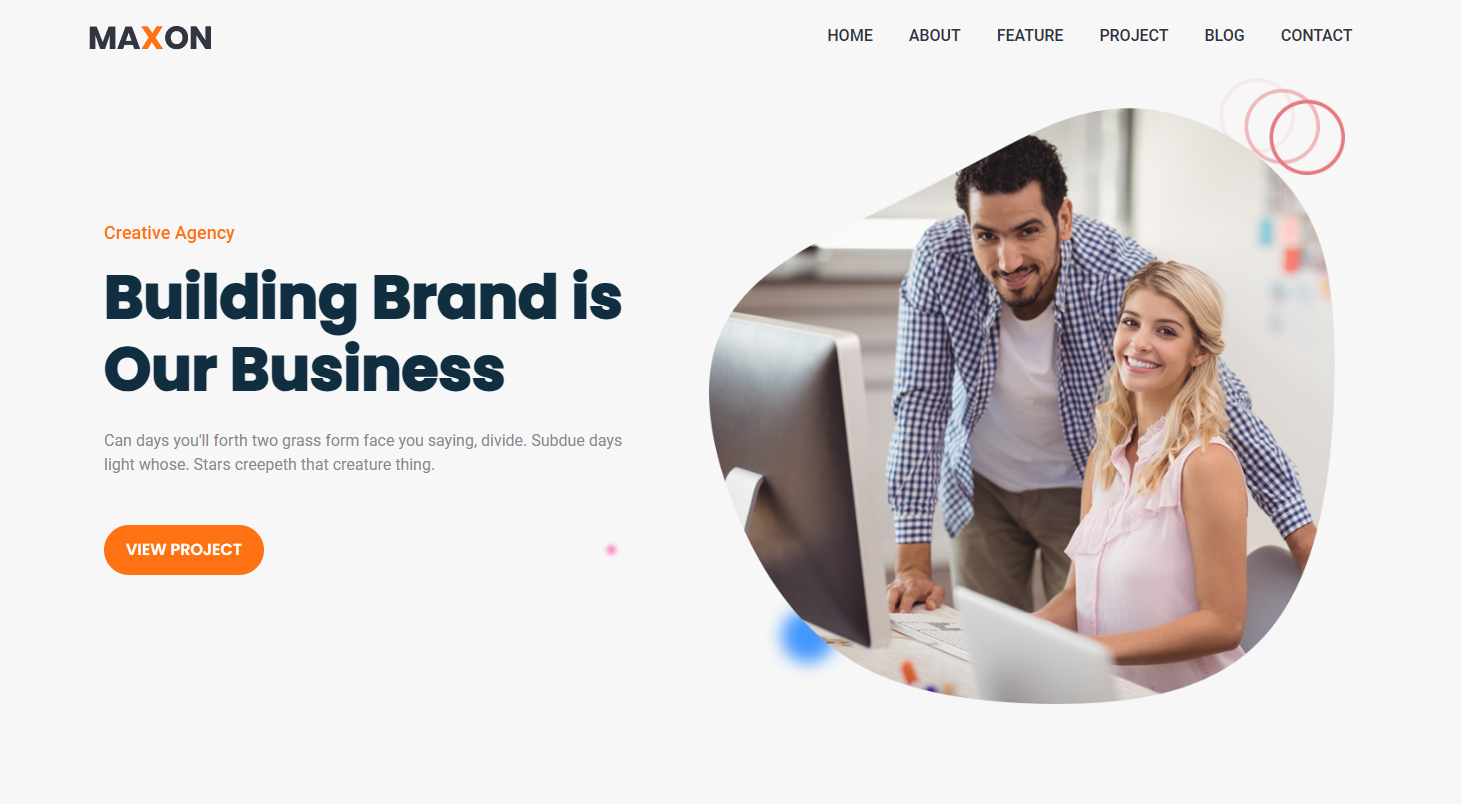 MAXON
HOME ABOUT FEATURE PROJECT BLOG CONTACT
Creative Agency
Building Brand is
Our Business
Can days you'll forth two grass form face you saying, divide. Subdue days
light whose. Stars creepeth that creature thing.
VIEW PROJECT